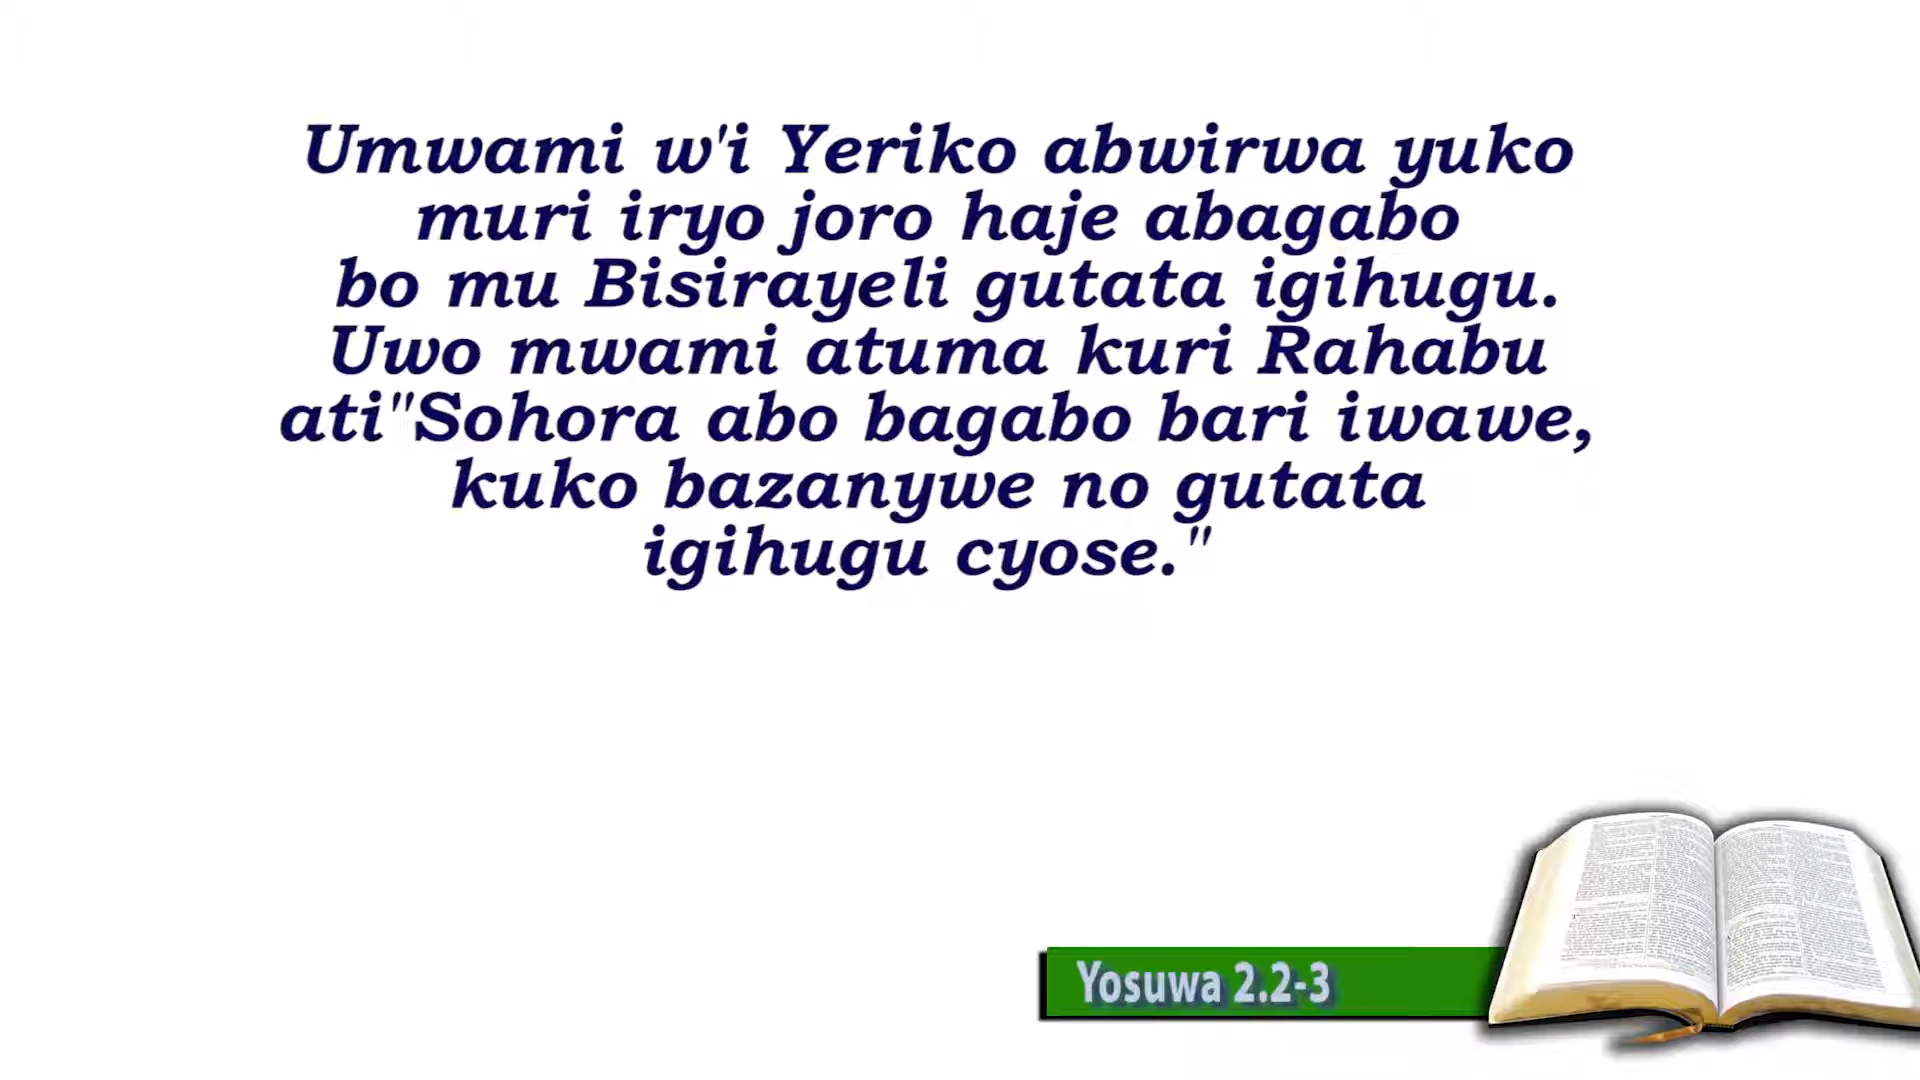 Umwami w'i Yeriko abwirwa yuko
muri iryo joro haje abagabo
bo mu Bisirayeli gutata igihugu.
Uwo mwami atuma kuri Rahabu
ati"Sohora abo bagabo bari iwawe,
kuko bazanywe no gutata
igihugu cyose."
Yosuwa 2.2-3